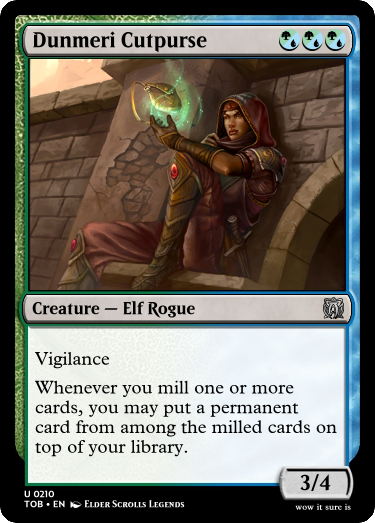 Dunmeri Cutpurse
Creature — Elf Rogue
Vigilance
Whenever you mill one or more
cards, you may put a permanent
card from among the milled cards on
top of your library.
3/4
U 0210
TOB • EN Elder Scrolls Legends
wow it sure is